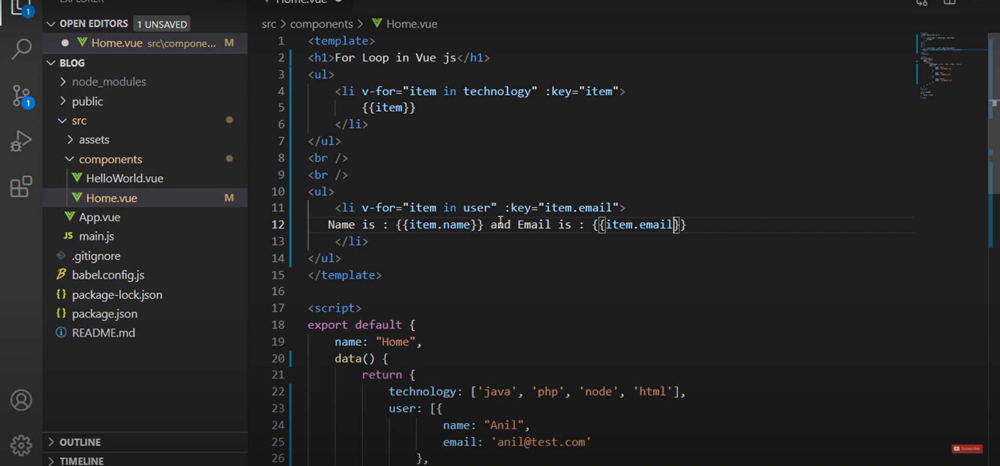 EXPLORER
Home.vue
1
OPEN EDITORS 1 UNSAVED
Home.vue src\compone... M
BLOG
node_modules
public
1
src
assets
components
HelloWorld.vue
Home.vue M
App.vue
JS main.js
.gitignore
babel.config.js
{} package-lock.json
{} package.json
README.md
OUTLINE
TIMELINE
src > components > Home.vue
1 <template>
2 <h1>For Loop in Vue js</h1>
3 <ul>
4 <li v-for="item in technology" :key="item">
5 {{item}}
6 </li>
7 </ul>
8 <br />
9 <br />
10 <ul>
11 <li v-for="item in user" :key="item.email">
12 Name is : {{item.name}} and Email is : {{item.email}}
13 </li>
14 </ul>
15 </template>
16
17 <script>
18 export default {
19 name: "Home",
20 data() {
21 return {
22 technology: ['java', 'php', 'node', 'html'],
23 user: [{
24 name: "Anil",
25 email: 'anil@test.com'
26 },
Subscribe